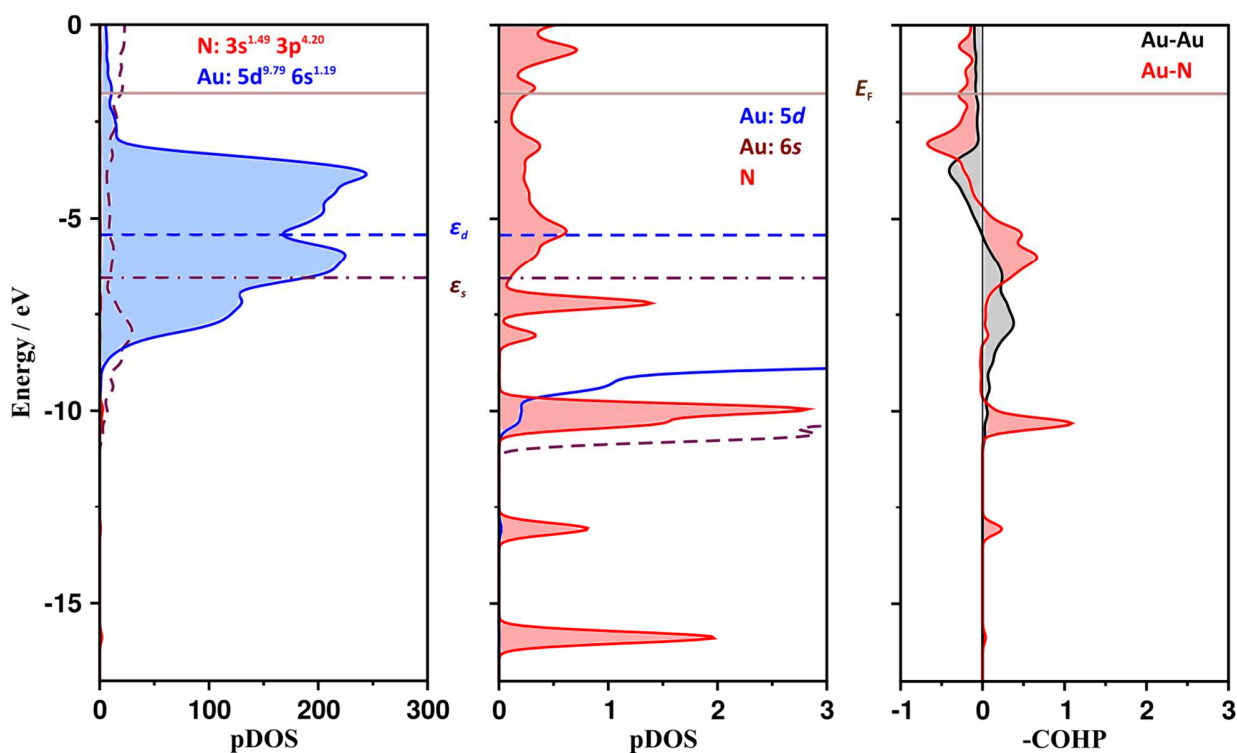 0
-5
-10
-15
Energy / eV
N: 3s1.49 3p4.20
Au: 5d9.79 6s1.19
0 100 200 300
pDOS
εd
εs
Au: 5d
Au: 6s
N
0 1 2 3
pDOS
EF
Au-Au
Au-N
-1 0 1 2 3
-COHP